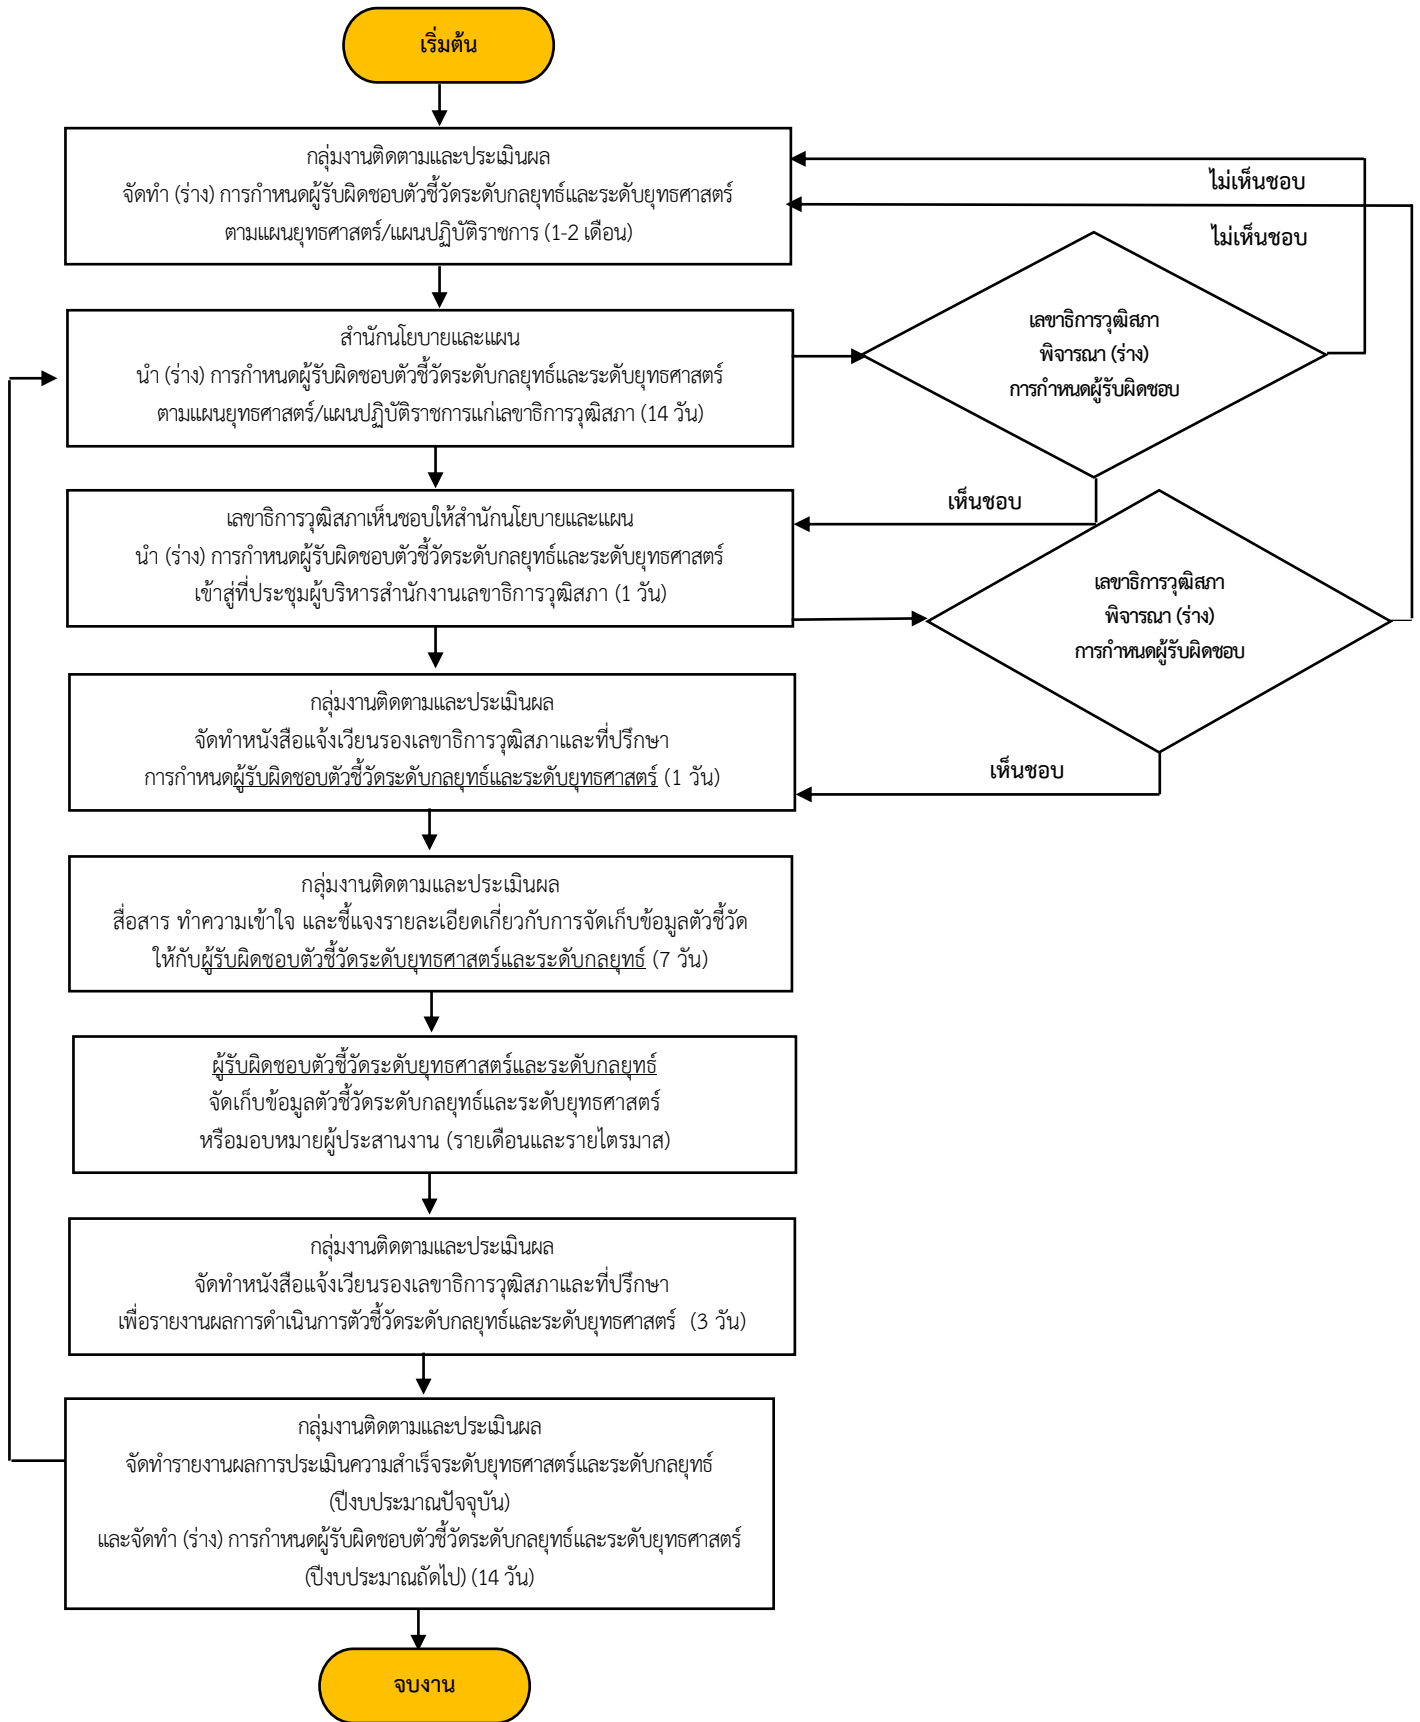 เริ่มต้น
กลุ่มงานติดตามและประเมินผล
จัดทำ (ร่าง) การกำหนดผู้รับผิดชอบตัวชี้วัดระดับกลยุทธ์และระดับยุทธศาสตร์
ตามแผนยุทธศาสตร์/แผนปฏิบัติราชการ (1-2 เดือน)
ไม่เห็นชอบ
ไม่เห็นชอบ
สำนักนโยบายและแผน
นำ (ร่าง) การกำหนดผู้รับผิดชอบตัวชี้วัดระดับกลยุทธ์และระดับยุทธศาสตร์
ตามแผนยุทธศาสตร์/แผนปฏิบัติราชการแก่เลขาธิการวุฒิสภา (14 วัน)
เลขาธิการวุฒิสภา
พิจารณา (ร่าง)
การกำหนดผู้รับผิดชอบ
เห็นชอบ
เลขาธิการวุฒิสภาเห็นชอบให้สำนักนโยบายและแผน
นำ (ร่าง) การกำหนดผู้รับผิดชอบตัวชี้วัดระดับกลยุทธ์และระดับยุทธศาสตร์
เข้าสู่ที่ประชุมผู้บริหารสำนักงานเลขาธิการวุฒิสภา (1 วัน)
เลขาธิการวุฒิสภา
พิจารณา (ร่าง)
การกำหนดผู้รับผิดชอบ
เห็นชอบ
กลุ่มงานติดตามและประเมินผล
จัดทำหนังสือแจ้งเวียนรองเลขาธิการวุฒิสภาและที่ปรึกษา
การกำหนดผู้รับผิดชอบตัวชี้วัดระดับกลยุทธ์และระดับยุทธศาสตร์ (1 วัน)
กลุ่มงานติดตามและประเมินผล
สื่อสาร ทำความเข้าใจ และชี้แจงรายละเอียดเกี่ยวกับการจัดเก็บข้อมูลตัวชี้วัด
ให้กับผู้รับผิดชอบตัวชี้วัดระดับยุทธศาสตร์และระดับกลยุทธ์ (7 วัน)
ผู้รับผิดชอบตัวชี้วัดระดับยุทธศาสตร์และระดับกลยุทธ์
จัดเก็บข้อมูลตัวชี้วัดระดับกลยุทธ์และระดับยุทธศาสตร์
หรือมอบหมายผู้ประสานงาน (รายเดือนและรายไตรมาส)
กลุ่มงานติดตามและประเมินผล
จัดทำหนังสือแจ้งเวียนรองเลขาธิการวุฒิสภาและที่ปรึกษา
เพื่อรายงานผลการดำเนินการตัวชี้วัดระดับกลยุทธ์และระดับยุทธศาสตร์ (3 วัน)
กลุ่มงานติดตามและประเมินผล
จัดทำรายงานผลการประเมินความสำเร็จระดับยุทธศาสตร์และระดับกลยุทธ์
(ปีงบประมาณปัจจุบัน)
และจัดทำ (ร่าง) การกำหนดผู้รับผิดชอบตัวชี้วัดระดับกลยุทธ์และระดับยุทธศาสตร์
(ปีงบประมาณถัดไป) (14 วัน)
จบงาน